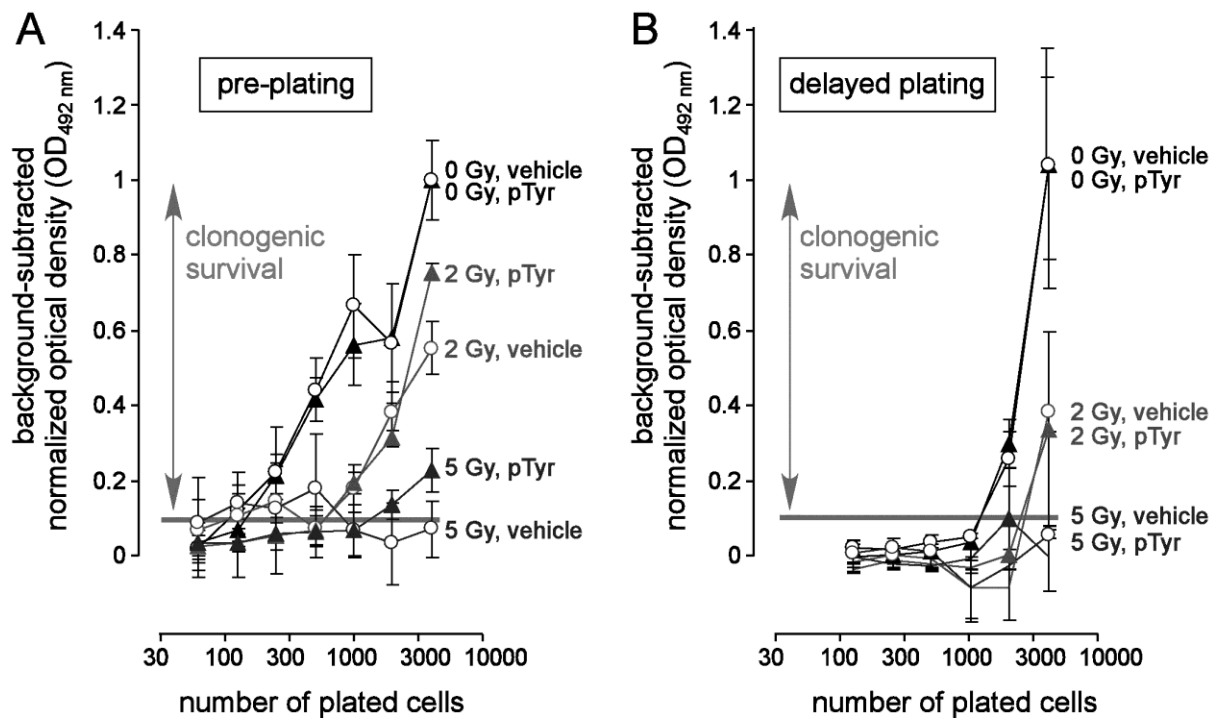 A
pre-plating
background-subtracted
normalized optical density (OD492 nm)
1.4
1.2
1
0.8
0.6
0.4
0.2
0
clonogenic
survival
0 Gy, vehicle
0 Gy, pTyr
2 Gy, pTyr
2 Gy, vehicle
5 Gy, pTyr
5 Gy, vehicle
30 100 300 1000 3000 10000
number of plated cells
B
delayed plating
background-subtracted
normalized optical density (OD492 nm)
1.4
1.2
1
0.8
0.6
0.4
0.2
0
clonogenic
survival
0 Gy, vehicle
0 Gy, pTyr
2 Gy, vehicle
2 Gy, pTyr
5 Gy, vehicle
5 Gy, pTyr
30 100 300 1000 3000 10000
number of plated cells